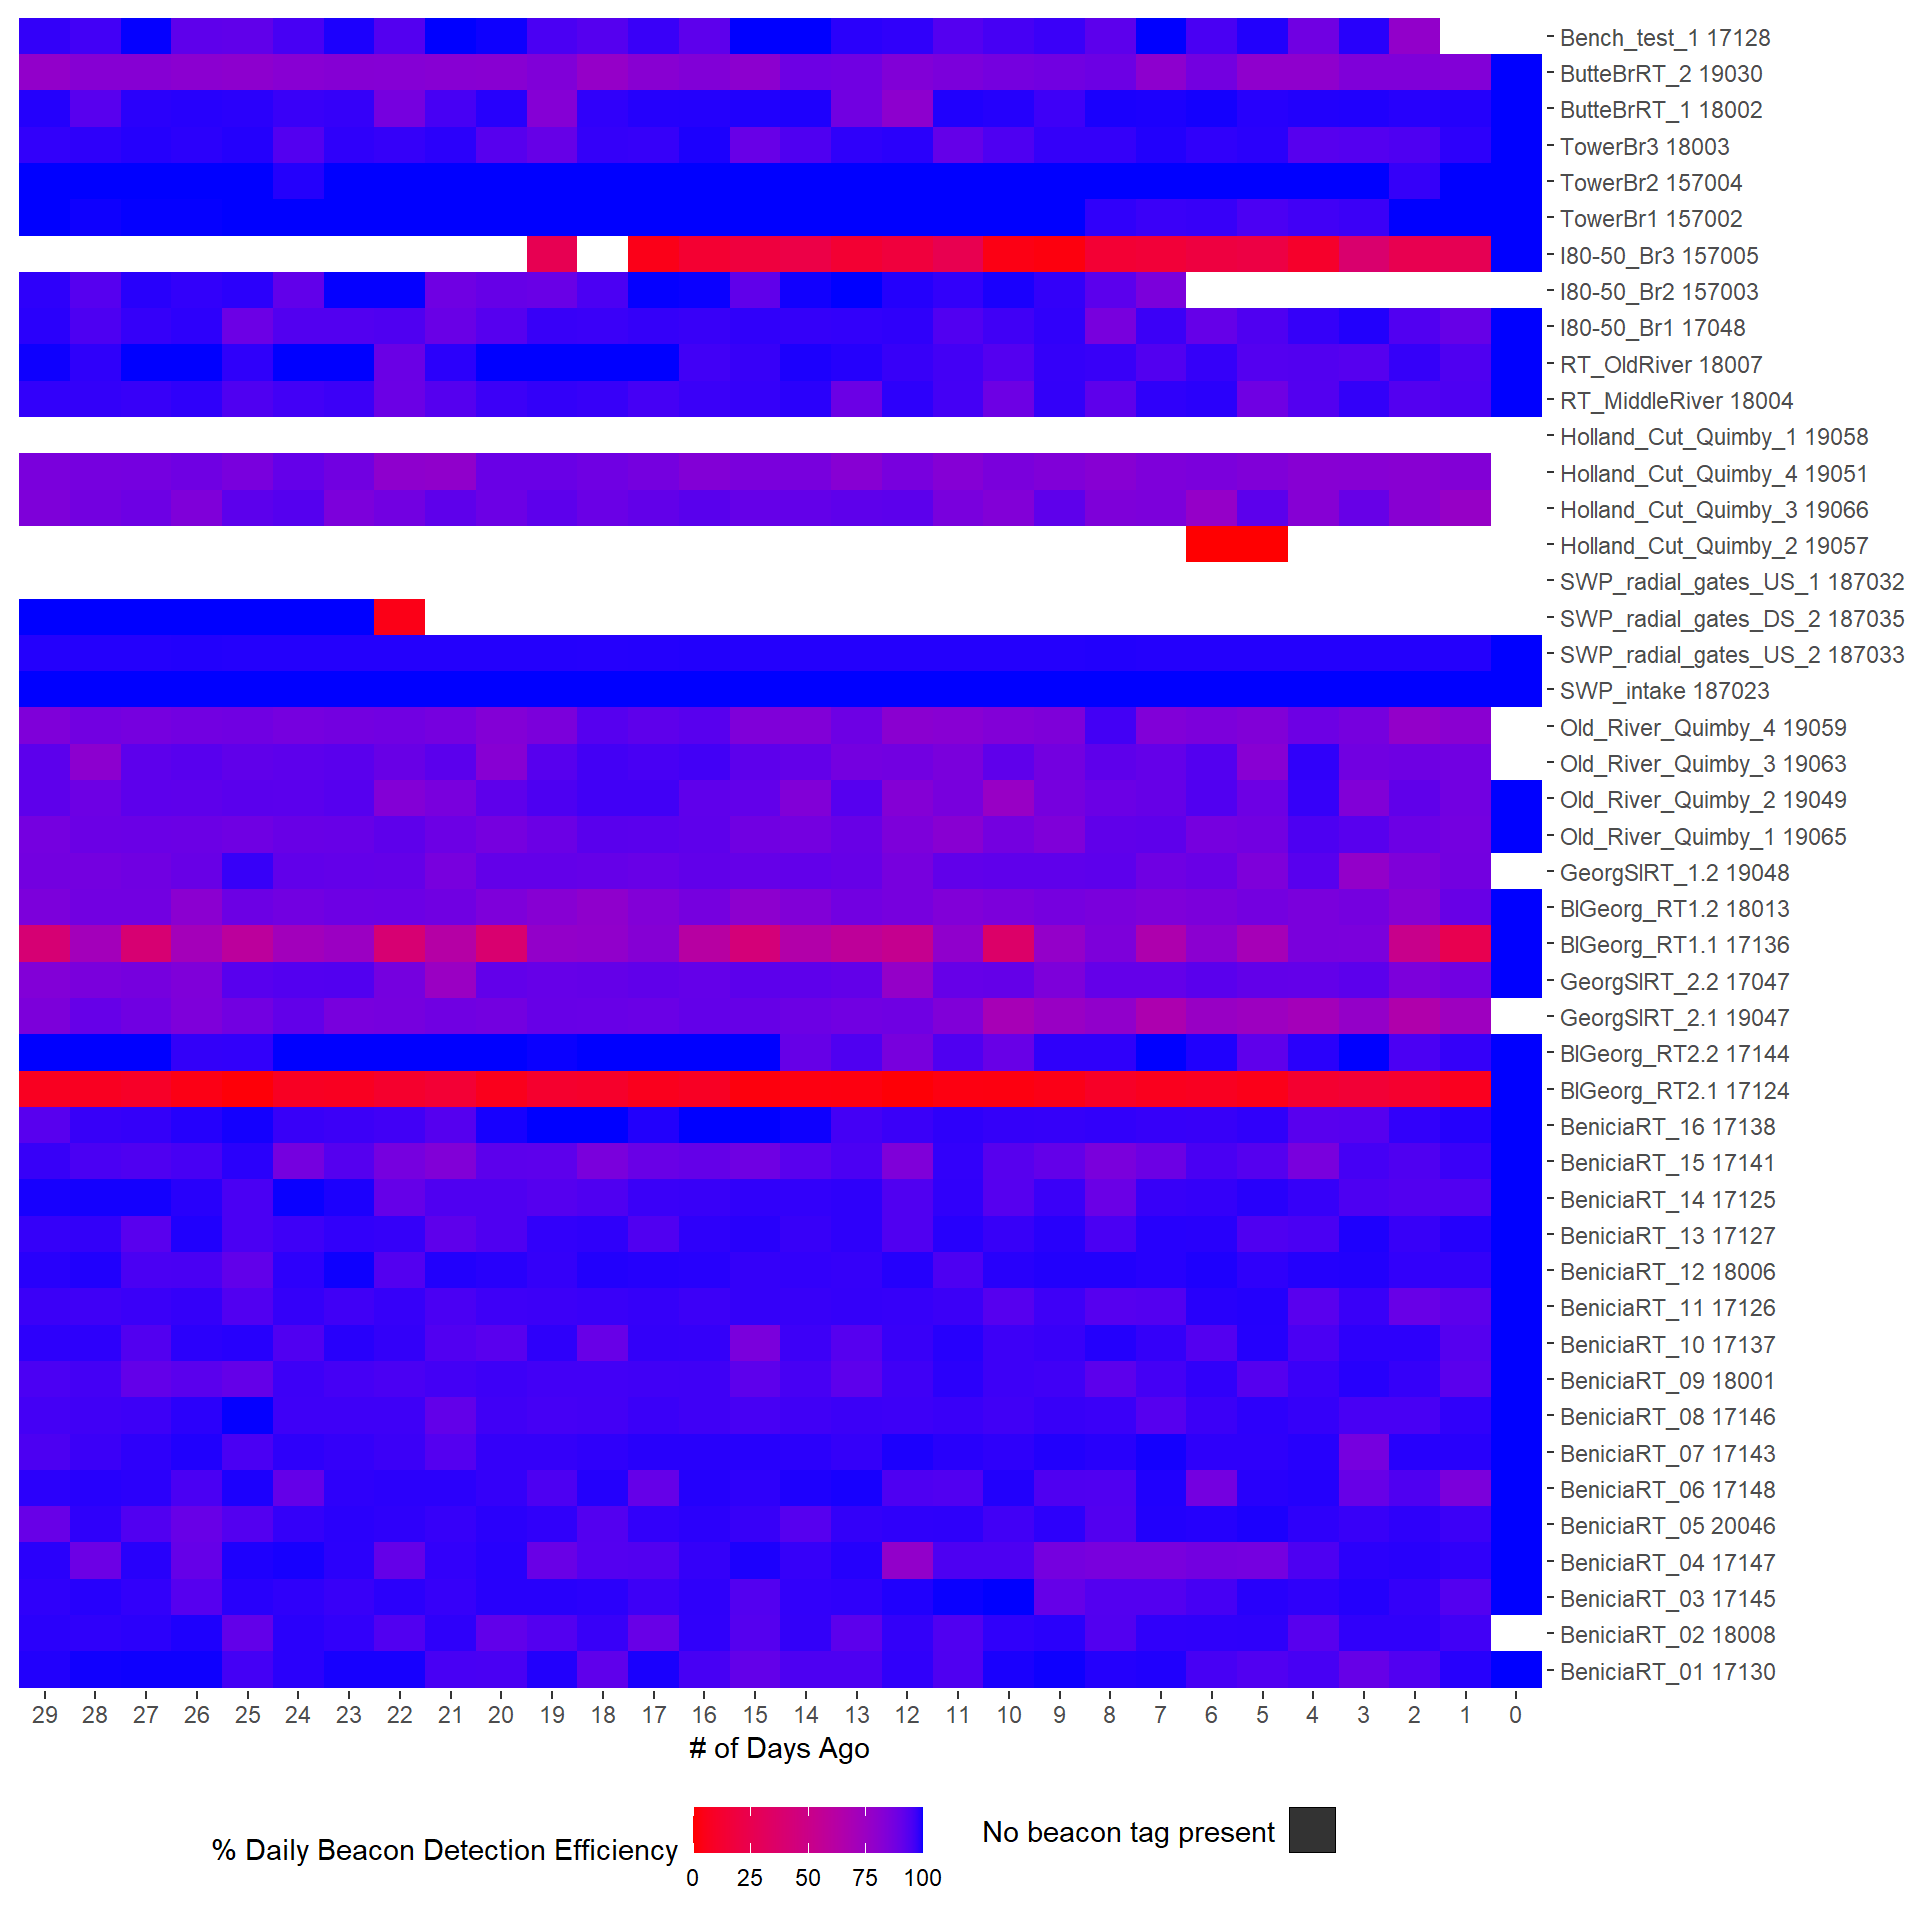 Bench_test_1 17128
ButteBrRT_2 19030
ButteBrRT_1 18002
TowerBr3 18003
TowerBr2 157004
TowerBr1 157002
I80-50_Br3 157005
I80-50_Br2 157003
I80-50_Br1 17048
RT_OldRiver 18007
RT_MiddleRiver 18004
Holland_Cut_Quimby_1 19058
Holland_Cut_Quimby_4 19051
Holland_Cut_Quimby_3 19066
Holland_Cut_Quimby_2 19057
SWP_radial_gates_US_1 187032
SWP_radial_gates_DS_2 187035
SWP_radial_gates_US_2 187033
SWP_intake 187023
Old_River_Quimby_4 19059
Old_River_Quimby_3 19063
Old_River_Quimby_2 19049
Old_River_Quimby_1 19065
GeorgSlRT_1.2 19048
BlGeorg_RT1.2 18013
BlGeorg_RT1.1 17136
GeorgSlRT_2.2 17047
GeorgSlRT_2.1 19047
BlGeorg_RT2.2 17144
BlGeorg_RT2.1 17124
BeniciaRT_16 17138
BeniciaRT_15 17141
BeniciaRT_14 17125
BeniciaRT_13 17127
BeniciaRT_12 18006
BeniciaRT_11 17126
BeniciaRT_10 17137
BeniciaRT_09 18001
BeniciaRT_08 17146
BeniciaRT_07 17143
BeniciaRT_06 17148
BeniciaRT_05 20046
BeniciaRT_04 17147
BeniciaRT_03 17145
BeniciaRT_02 18008
BeniciaRT_01 17130
29 28 27 26 25 24 23 22 21 20 19 18 17 16 15 14 13 12 11 10 9 8 7 6 5 4 3 2 1 0
# of Days Ago
% Daily Beacon Detection Efficiency
0 25 50 75 100
No beacon tag present